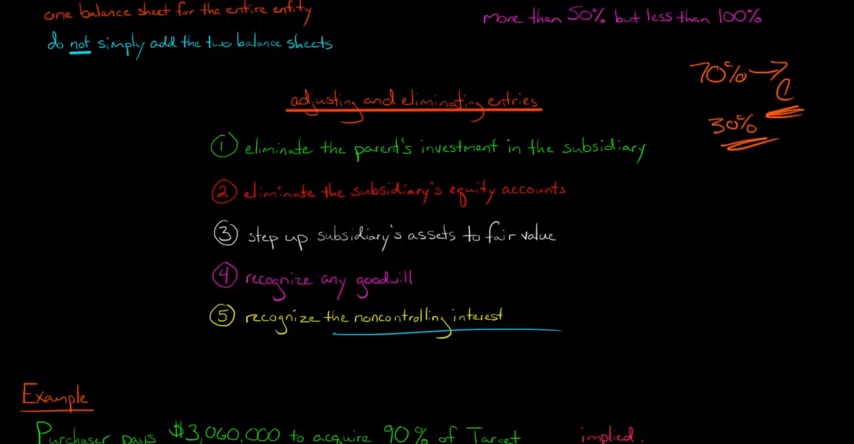 one balance sheet for the entire entity
more than 50% but less than 100%
do not simply add the two balance sheets
70% → C
30%
adjusting and eliminating entries
① eliminate the parent's investment in the subsidiary
② eliminate the subsidiary's equity accounts
③ step up subsidiary's assets to fair value
④ recognize any goodwill
⑤ recognize the noncontrolling interest
Example
Purchaser pays $3,060,000 to acquire 90% of Target
implied